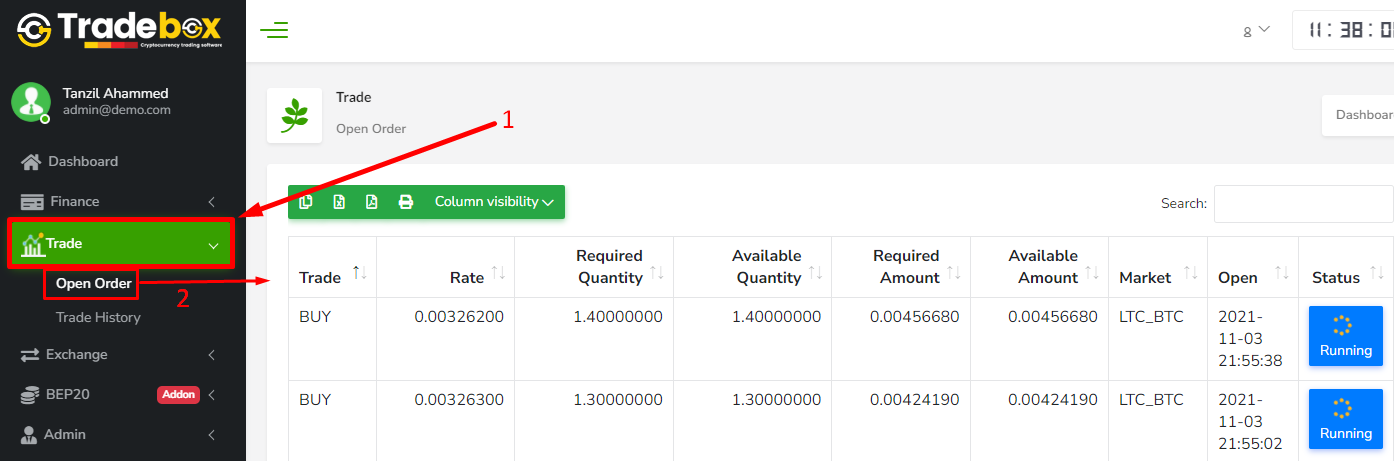 Tradebox
Cryptocurrency trading software
Tanzil Ahammed
admin@demo.com
Dashboard
Finance
Trade
Open Order
Trade History
Exchange
BEP20 Addon
Admin
1
2
8
11:38:0
Trade
Open Order
Dashboar
Column visibility
Search:
Trade Rate Required Quantity Available Quantity Required Amount Available Amount Market Open Status
BUY 0.00326200 1.40000000 1.40000000 0.00456680 0.00456680 LTC_BTC 2021-
11-03
21:55:38
Running
BUY 0.00326300 1.30000000 1.30000000 0.00424190 0.00424190 LTC_BTC 2021-
11-03
21:55:02
Running